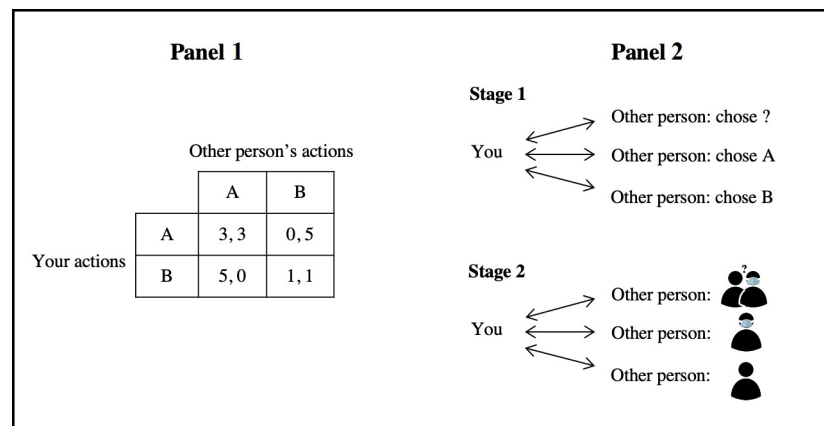 Panel 1
Other person's actions
A B
A 3, 3 0, 5
Your actions
B 5, 0 1, 1
Panel 2
Stage 1
Other person: chose ?
You
Other person: chose A
Other person: chose B
Stage 2
?
Other person:
You
Other person:
Other person: